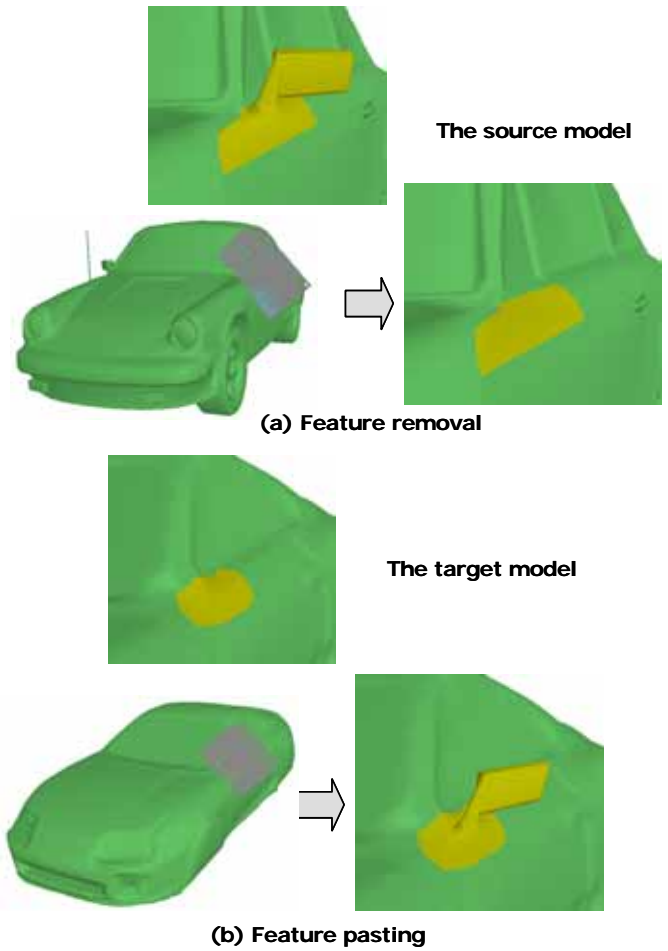 The source model
(a) Feature removal
The target model
(b) Feature pasting